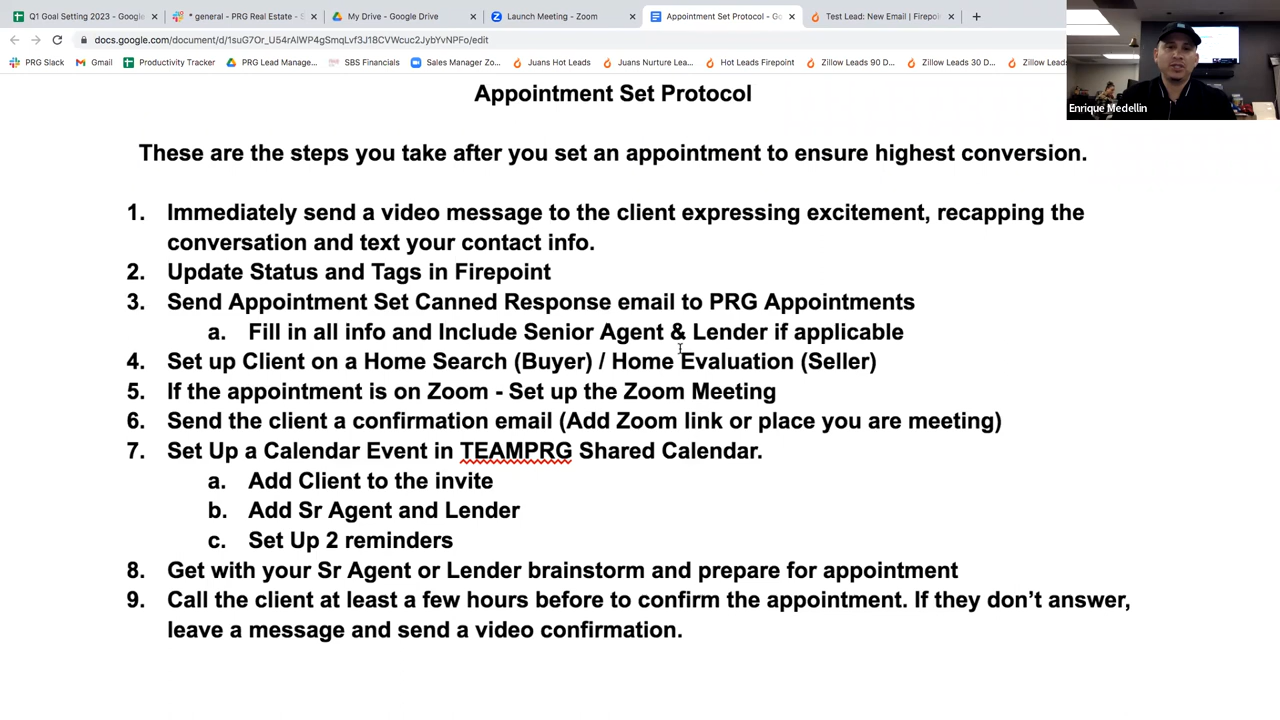 Q1 Goal Setting 2023 - Google
* general - PRG Real Estate - S
My Drive - Google Drive
Launch Meeting - Zoom
Appointment Set Protocol - Go
Test Lead: New Email | Firepoi
docs.google.com/document/d/1suG7Or_U54rAlWP4gSmqLvf3J18CVWcuc2JybYvNPFo/edit
PRG Slack
Gmail
Productivity Tracker
PRG Lead Manage...
SBS Financials
Sales Manager Zo...
Juans Hot Leads
Juans Nurture Lea...
Hot Leads Firepoint
Zillow Leads 90 D...
Zillow Leads 30 D...
Zillow Leads
Enrique Medellin
Appointment Set Protocol
These are the steps you take after you set an appointment to ensure highest conversion.
1. Immediately send a video message to the client expressing excitement, recapping the
conversation and text your contact info.
2. Update Status and Tags in Firepoint
3. Send Appointment Set Canned Response email to PRG Appointments
a. Fill in all info and Include Senior Agent & Lender if applicable
4. Set up Client on a Home Search (Buyer) / Home Evaluation (Seller)
5. If the appointment is on Zoom - Set up the Zoom Meeting
6. Send the client a confirmation email (Add Zoom link or place you are meeting)
7. Set Up a Calendar Event in TEAMPRG Shared Calendar.
a. Add Client to the invite
b. Add Sr Agent and Lender
c. Set Up 2 reminders
8. Get with your Sr Agent or Lender brainstorm and prepare for appointment
9. Call the client at least a few hours before to confirm the appointment. If they don't answer,
leave a message and send a video confirmation.